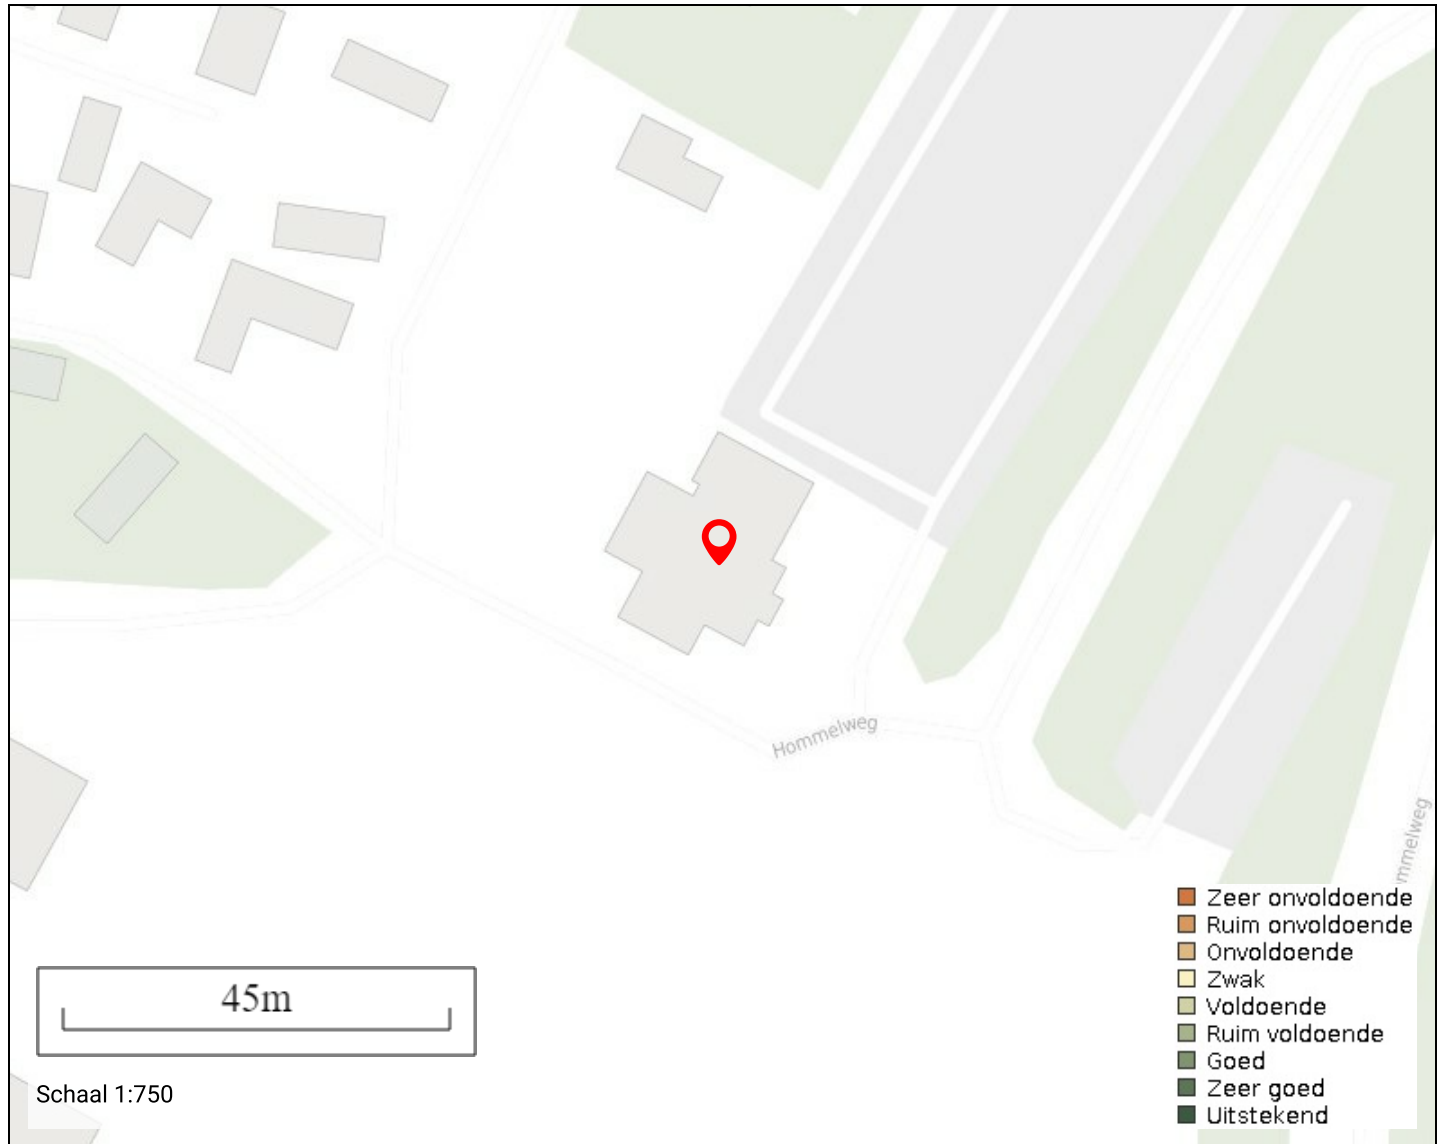 Hommelweg
mmelweg
Zeer onvoldoende
Ruim onvoldoende
Onvoldoende
Zwak
Voldoende
Ruim voldoende
Goed
Zeer goed
Uitstekend
45m
Schaal 1:750